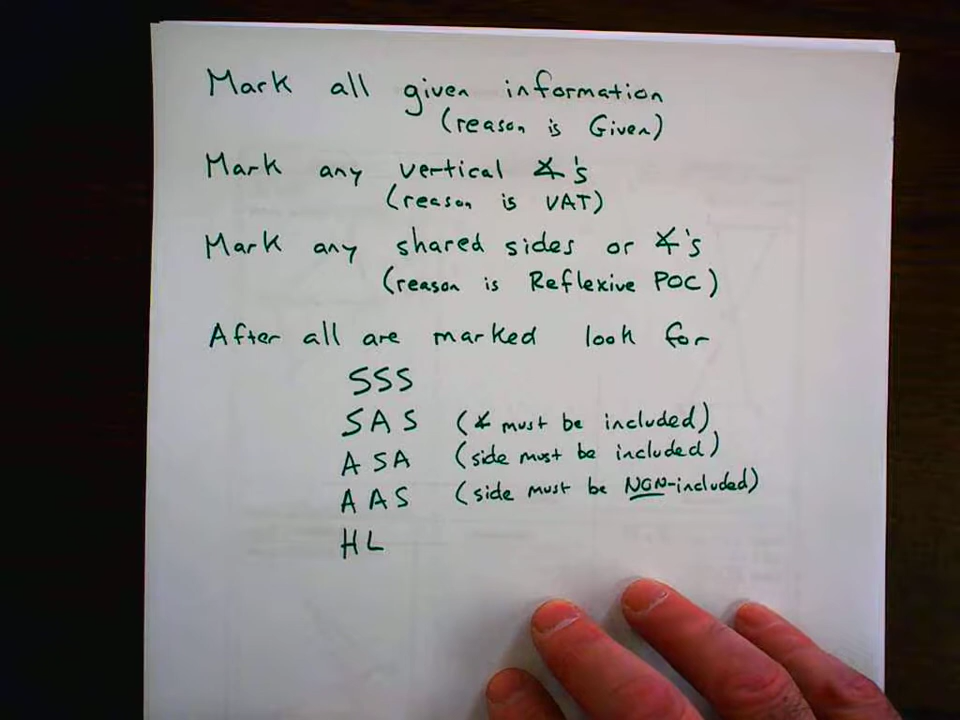 Mark all given information
(reason is Given)
Mark any vertical ∡'s
(reason is VAT)
Mark any shared sides or ∡'s
(reason is Reflexive POC)
After all are marked look for
SSS
SAS (∡ must be included)
ASA (side must be included)
AAS (side must be NON-included)
HL